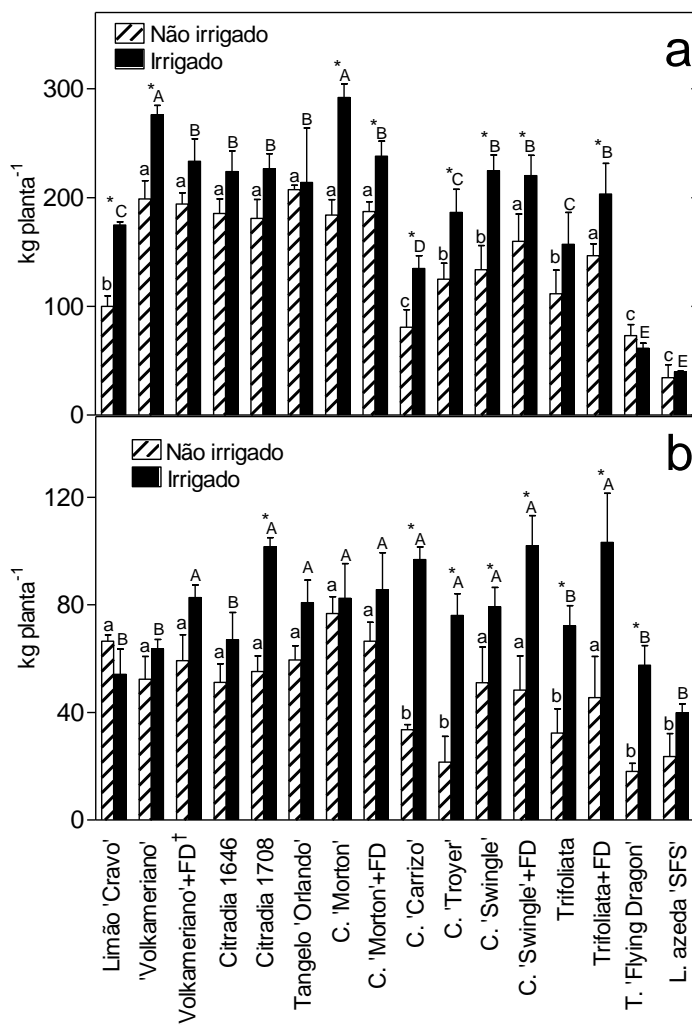 Não irrigado
Irrigado
a
kg planta⁻¹
300
200
100
0
b * C
a * A
a B
a B
a B
a B
a * A
a * B
c * D
b * C
b * B
a * B
b C
a * B
c E
c E
Não irrigado
Irrigado
b
kg planta⁻¹
120
80
40
0
a B
a B
a A
a B
a * A
a A
a A
a A
b * A
b * A
a * A
a * A
b * B
a * A
b * B
b B
Limão 'Cravo'
'Volkameriano'
Volkameriano'+FD†
Citradia 1646
Citradia 1708
Tangelo 'Orlando'
C. 'Morton'
C. 'Morton'+FD
C. 'Carrizo'
C. 'Troyer'
C. 'Swingle'
C. 'Swingle'+FD
Trifoliata
Trifoliata+FD
T. 'Flying Dragon'
L. azeda 'SFS'